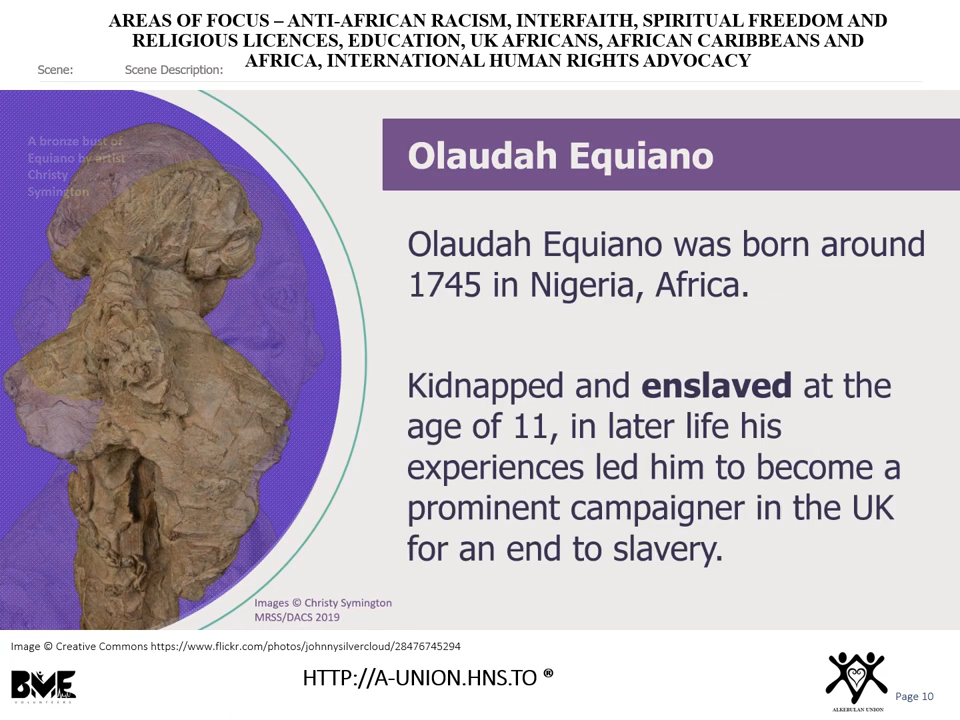 AREAS OF FOCUS – ANTI-AFRICAN RACISM, INTERFAITH, SPIRITUAL FREEDOM AND
RELIGIOUS LICENCES, EDUCATION, UK AFRICANS, AFRICAN CARIBBEANS AND
AFRICA, INTERNATIONAL HUMAN RIGHTS ADVOCACY
Scene:
Scene Description:
A bronze bust of
Equiano by artist
Christy
Symington
Olaudah Equiano
Olaudah Equiano was born around
1745 in Nigeria, Africa.
Kidnapped and enslaved at the
age of 11, in later life his
experiences led him to become a
prominent campaigner in the UK
for an end to slavery.
Images © Christy Symington
MRSS/DACS 2019
Image © Creative Commons https://www.flickr.com/photos/johnnysilvercloud/28476745294
BME
VOLUNTEERS
HTTP://A-UNION.HNS.TO ®
ALKEBULAN UNION
Page 10